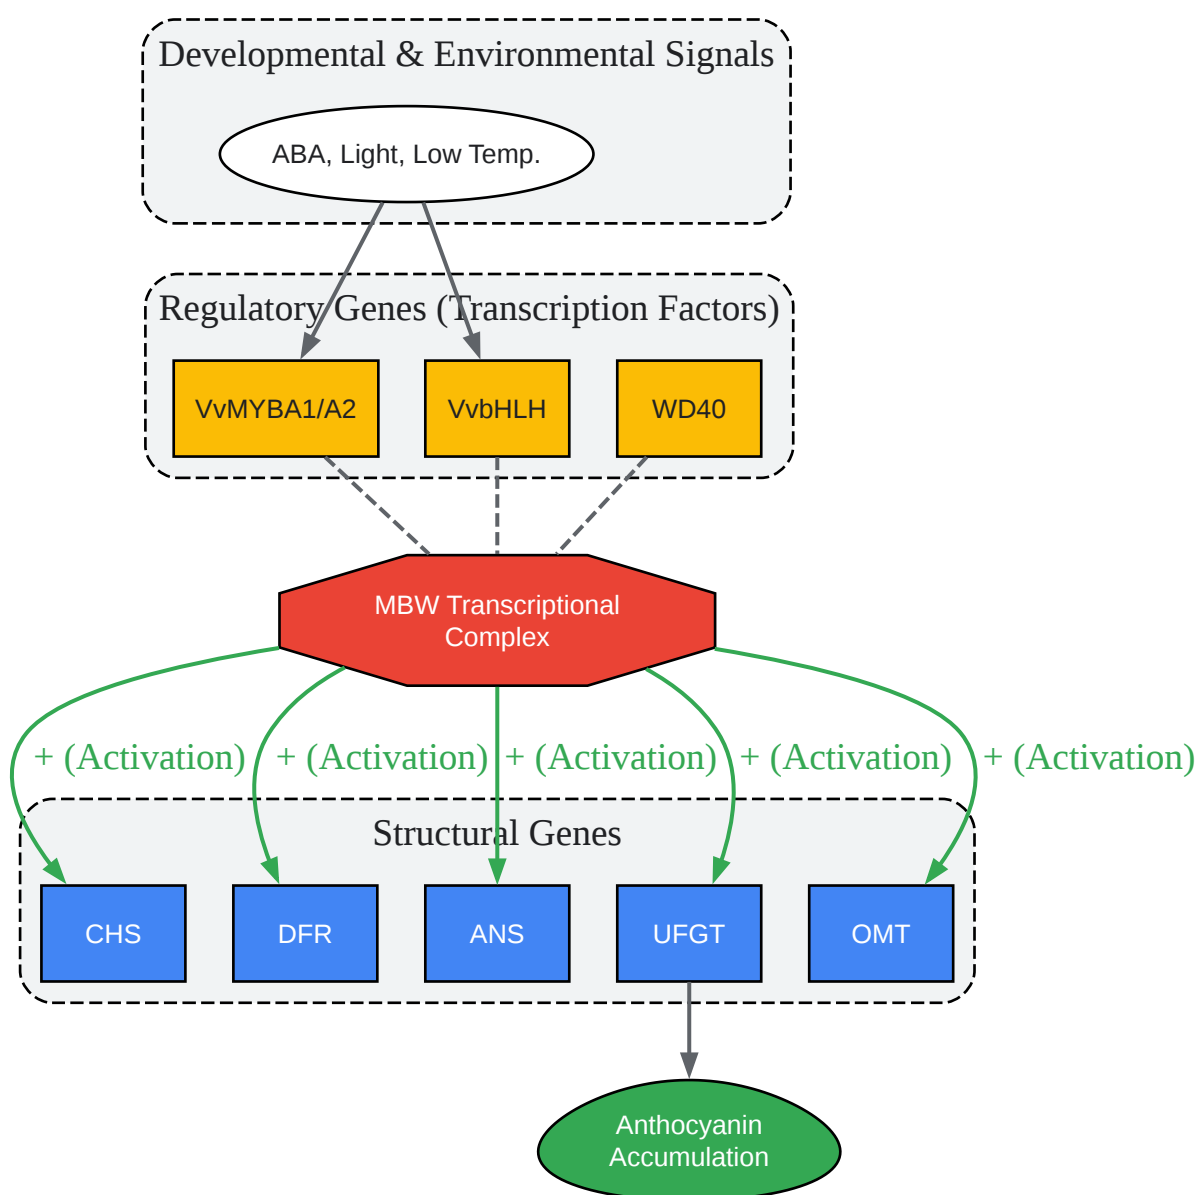 Developmental & Environmental Signals
ABA, Light, Low Temp.
Regulatory Genes (Transcription Factors)
VvMYBA1/A2
VvbHLH
WD40
MBW Transcriptional
Complex
+ (Activation)
+ (Activation)
+ (Activation)
+ (Activation)
+ (Activation)
Structural Genes
CHS
DFR
ANS
UFGT
OMT
Anthocyanin
Accumulation